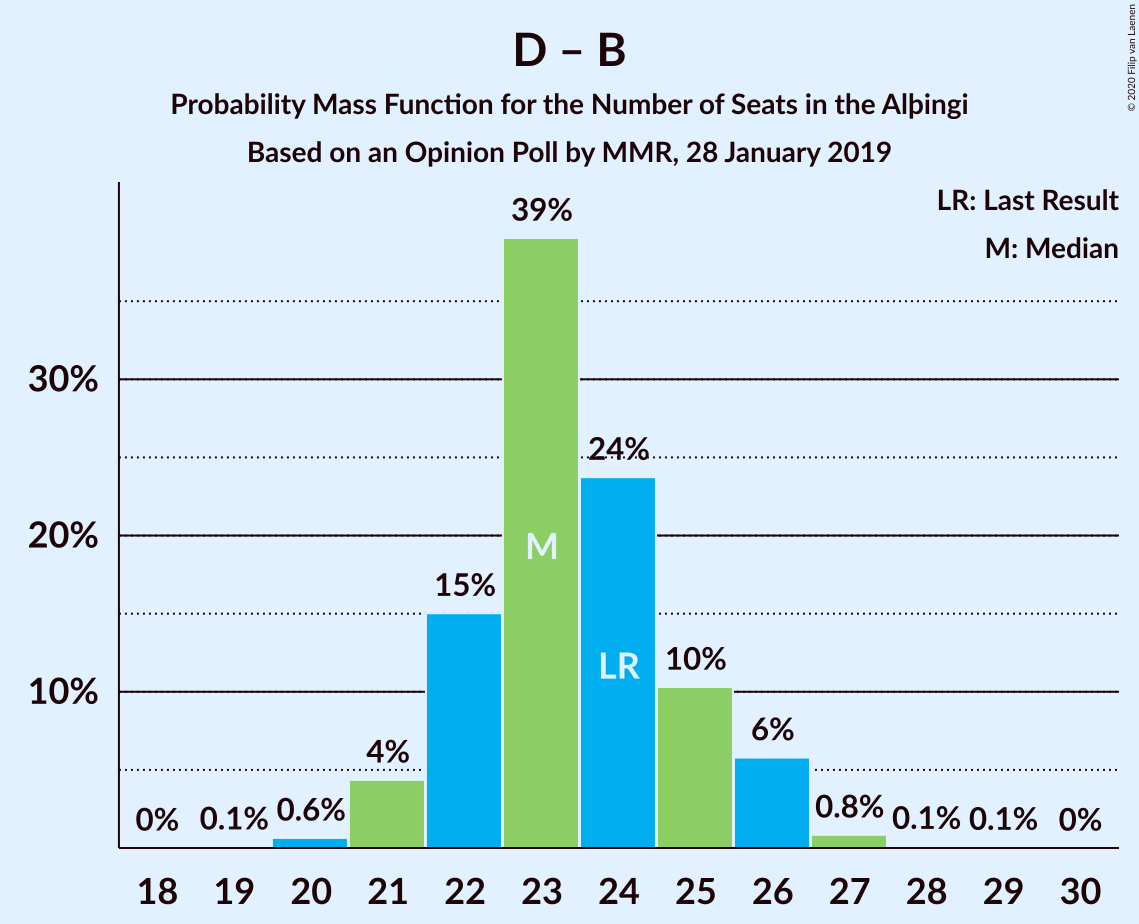 D – B
Probability Mass Function for the Number of Seats in the Alþingi
Based on an Opinion Poll by MMR, 28 January 2019
© 2020 Filip van Laenen
LR: Last Result
M: Median
39%
30%
24%
20%
M
15%
LR
10%
10%
6%
4%
0%
0.1%
0.6%
0.8%
0.1%
0.1%
0%
18 19 20 21 22 23 24 25 26 27 28 29 30